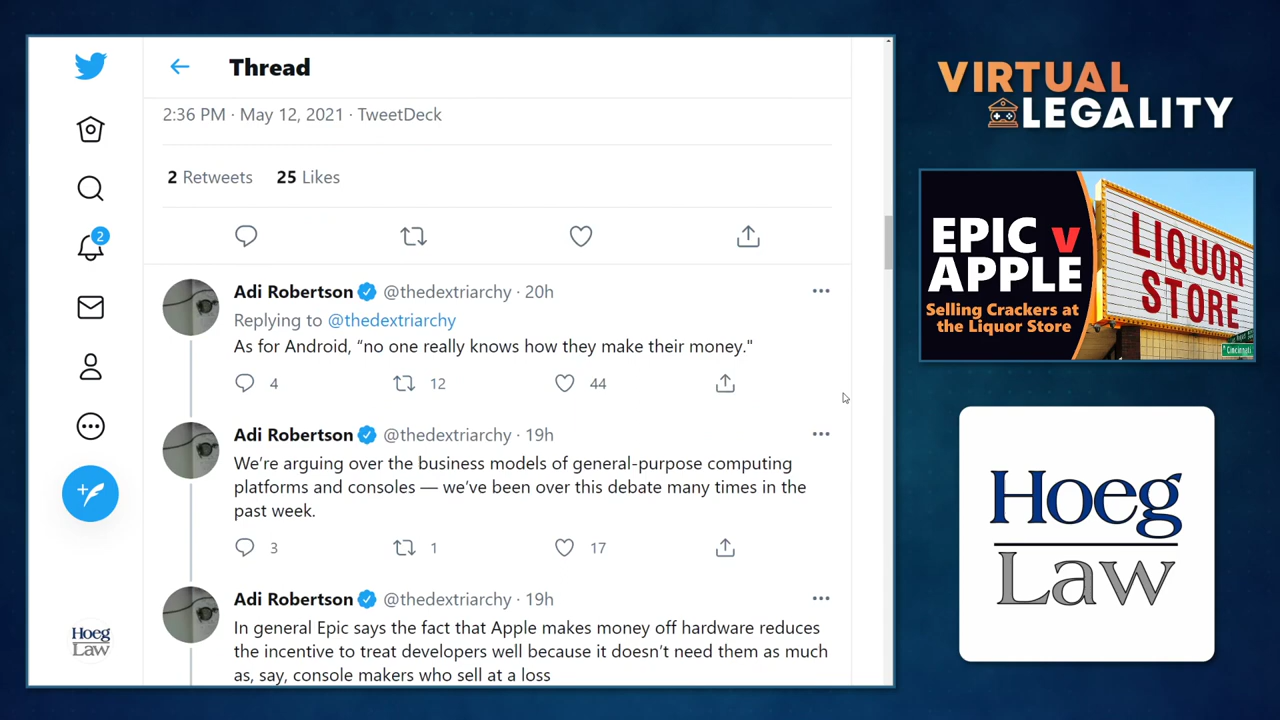 Thread
2:36 PM · May 12, 2021 · TweetDeck
2 Retweets 25 Likes
2
Adi Robertson @thedextriarchy · 20h
Replying to @thedextriarchy
As for Android, “no one really knows how they make their money."
4 12 44
Adi Robertson @thedextriarchy · 19h
We’re arguing over the business models of general-purpose computing
platforms and consoles — we’ve been over this debate many times in the
past week.
3 1 17
Adi Robertson @thedextriarchy · 19h
In general Epic says the fact that Apple makes money off hardware reduces
the incentive to treat developers well because it doesn’t need them as much
as, say, console makers who sell at a loss
Hoeg
Law
VIRTUAL
LEGALITY
EPIC v
APPLE
Selling Crackers at
the Liquor Store
LIQUOR
STORE
Cincinnati
Hoeg
Law